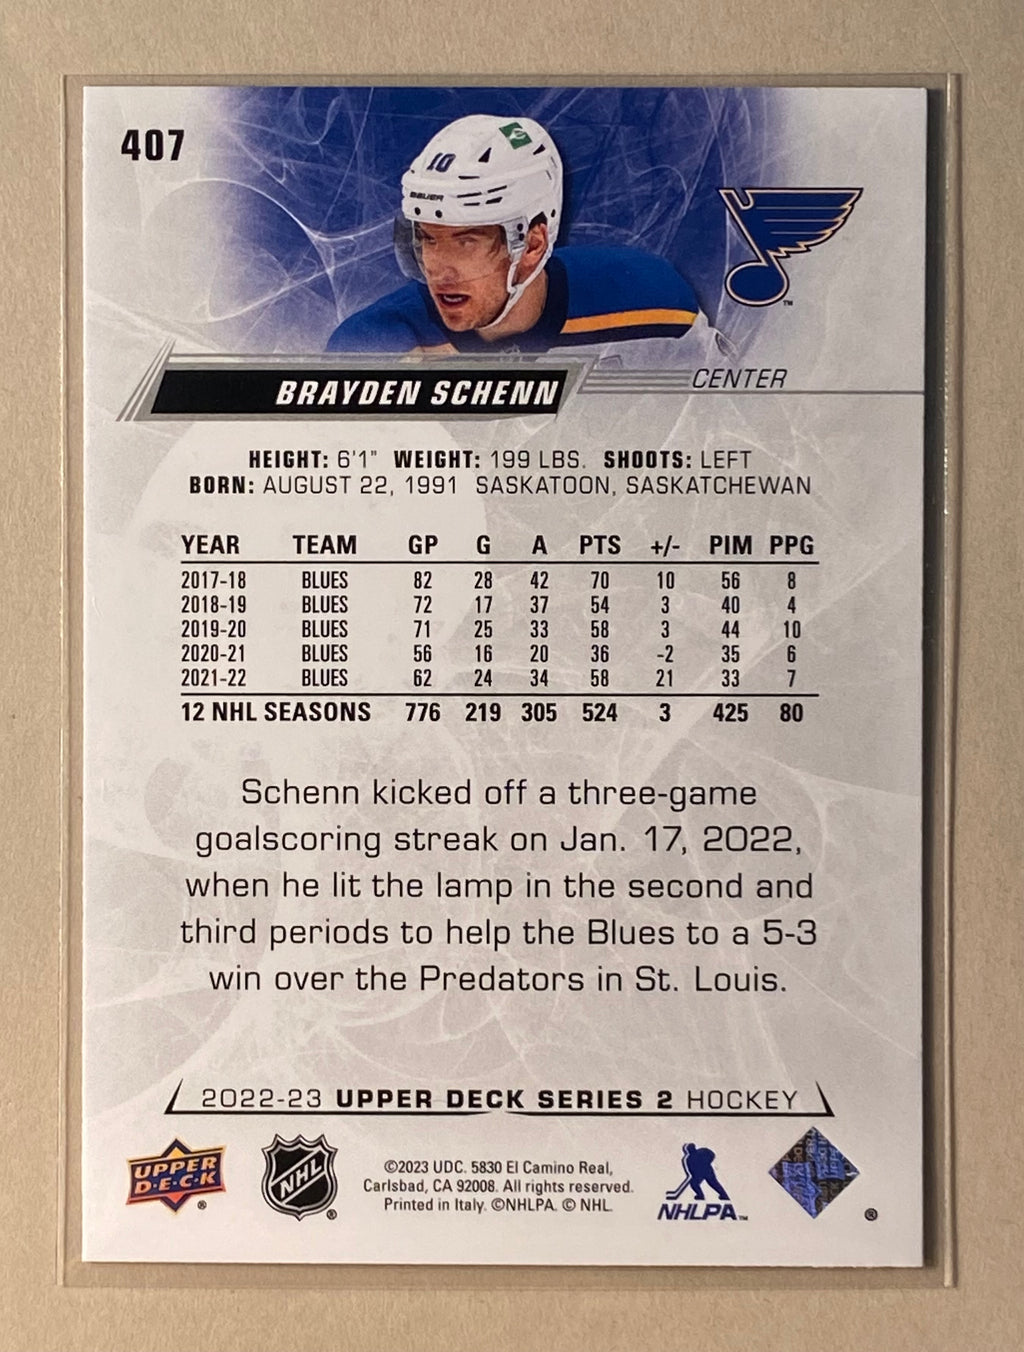 407
10
BAUER
™
BRAYDEN SCHENN
CENTER
HEIGHT: 6'1" WEIGHT: 199 LBS. SHOOTS: LEFT
BORN: AUGUST 22, 1991 SASKATOON, SASKATCHEWAN
YEAR TEAM GP G A PTS +/- PIM PPG
2017-18 BLUES 82 28 42 70 10 56 8
2018-19 BLUES 72 17 37 54 3 40 4
2019-20 BLUES 71 25 33 58 3 44 10
2020-21 BLUES 56 16 20 36 -2 35 6
2021-22 BLUES 62 24 34 58 21 33 7
12 NHL SEASONS 776 219 305 524 3 425 80
Schenn kicked off a three-game
goalscoring streak on Jan. 17, 2022,
when he lit the lamp in the second and
third periods to help the Blues to a 5-3
win over the Predators in St. Louis.
2022-23 UPPER DECK SERIES 2 HOCKEY
UPPER
D·E·C·K
®
NHL
®
©2023 UDC. 5830 El Camino Real,
Carlsbad, CA 92008. All rights reserved.
Printed in Italy. ©NHLPA. © NHL.
NHLPA™
®